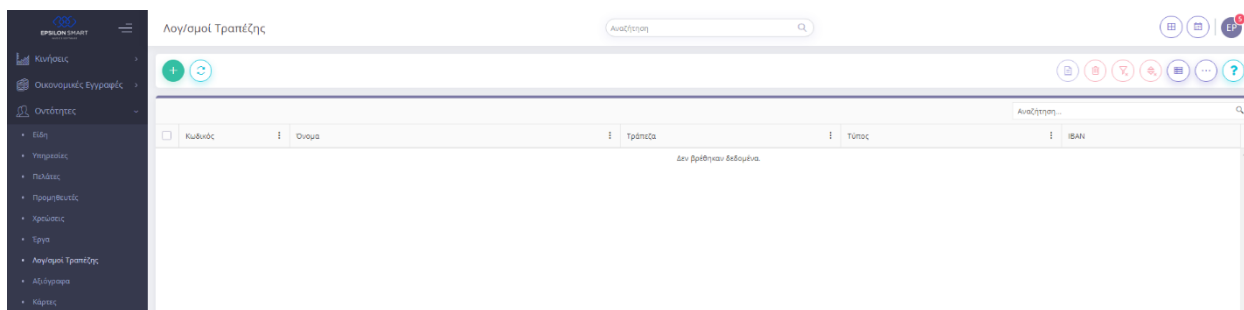 EPSILON SMART
Λογ/σμοί Τραπέζης
Αναζήτηση
EP
5
Κινήσεις
Οικονομικές Εγγραφές
Οντότητες
Είδη
Υπηρεσίες
Πελάτες
Προμηθευτές
Χρεώσεις
Έργα
Λογ/σμοί Τραπέζης
Αξιόγραφα
Κάρτες
?
Αναζήτηση...
Κωδικός Όνομα Τράπεζα Τύπος IBAN
Δεν βρέθηκαν δεδομένα.